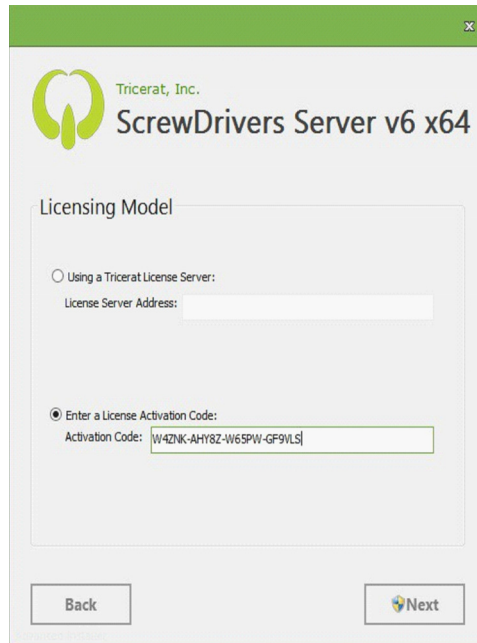 x
Tricerat, Inc.
ScrewDrivers Server v6 x64
Licensing Model
Using a Tricerat License Server:
License Server Address:
Enter a License Activation Code:
Activation Code: W4ZNK-AHY8Z-W65PW-GF9VLS
Back Next